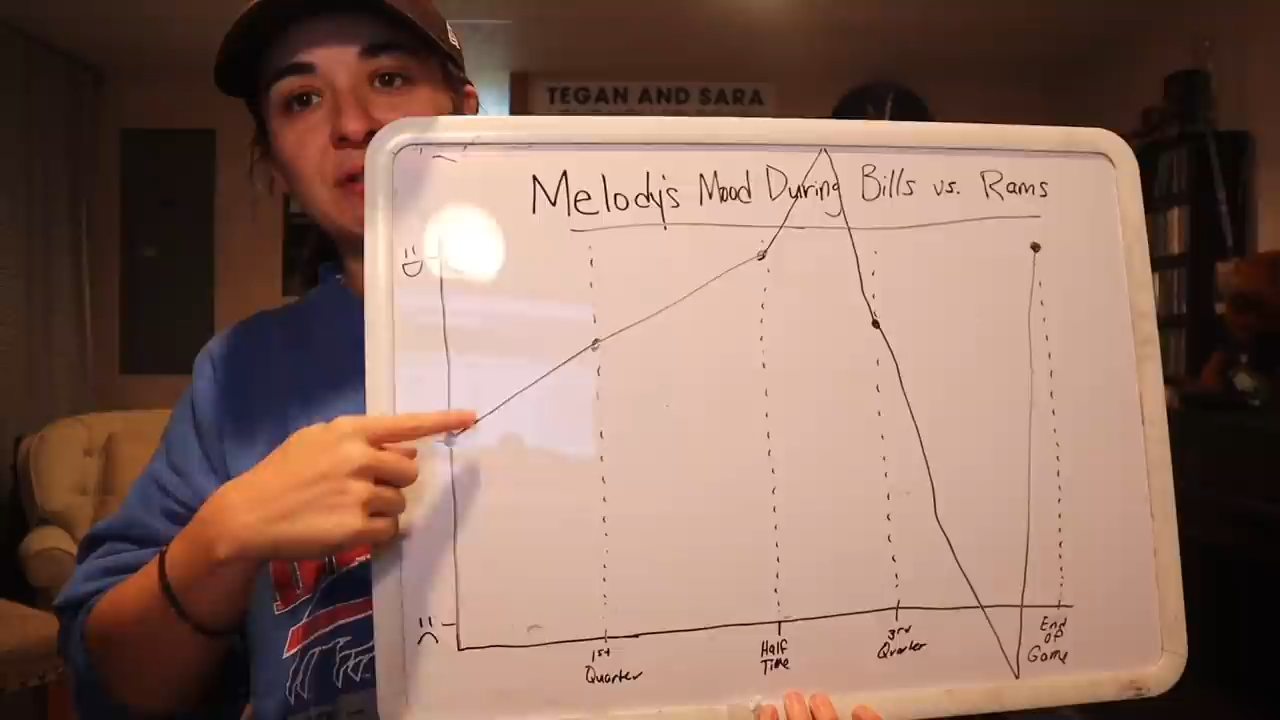 TEGAN AND SARA
Melody's Mood During Bills vs. Rams
1st
Quarter
Half
Time
3rd
Quarter
End
of
Game